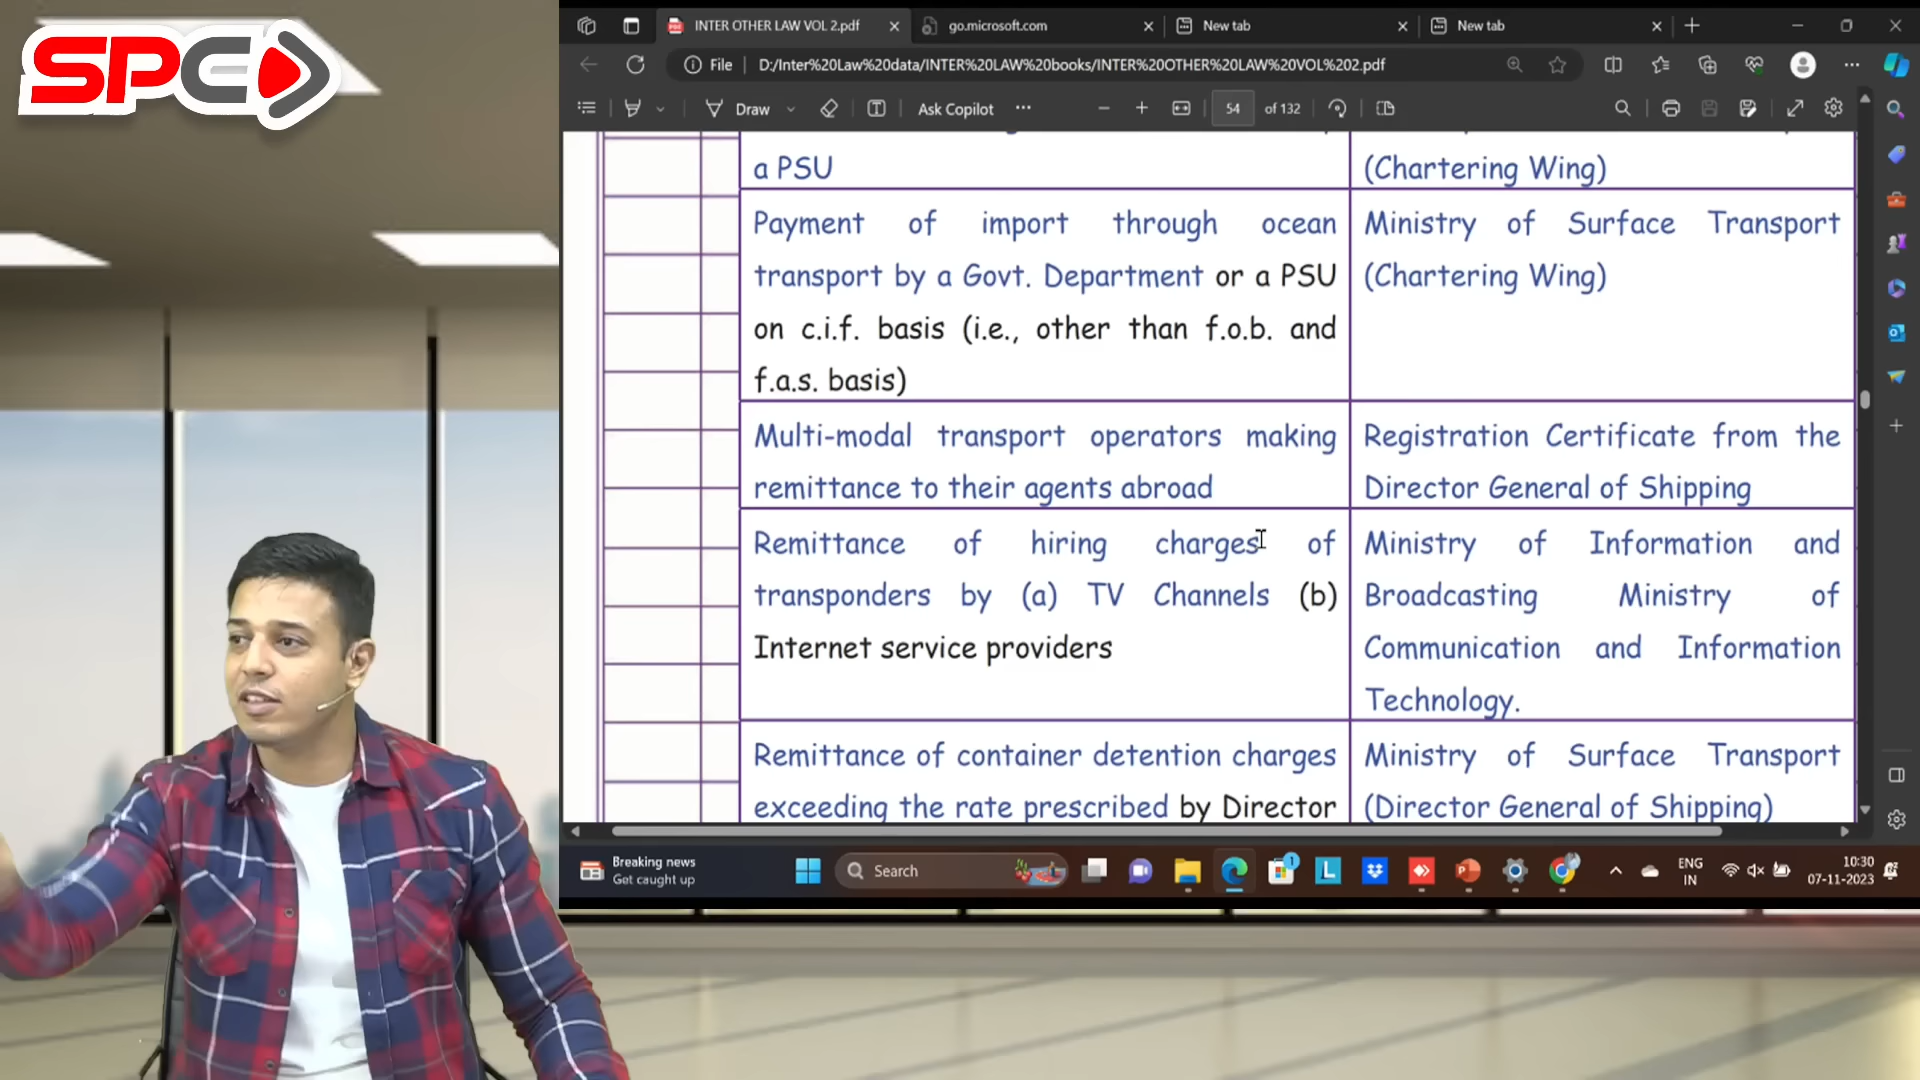 SPC
INTER OTHER LAW VOL 2.pdf
go.microsoft.com
New tab
New tab
File
D:/Inter%20Law%20data/INTER%20LAW%20books/INTER%20OTHER%20LAW%20VOL%202.pdf
Draw
Ask Copilot
54
of 132
a PSU
(Chartering Wing)
Payment of import through ocean
transport by a Govt. Department or a PSU
on c.i.f. basis (i.e., other than f.o.b. and
f.a.s. basis)
Ministry of Surface Transport
(Chartering Wing)
Multi-modal transport operators making
remittance to their agents abroad
Registration Certificate from the
Director General of Shipping
Remittance of hiring charges of
transponders by (a) TV Channels (b)
Internet service providers
Ministry of Information and
Broadcasting Ministry of
Communication and Information
Technology.
Remittance of container detention charges
exceeding the rate prescribed by Director
Ministry of Surface Transport
(Director General of Shipping)
Breaking news
Get caught up
Search
1
L
ENG
IN
10:30
07-11-2023